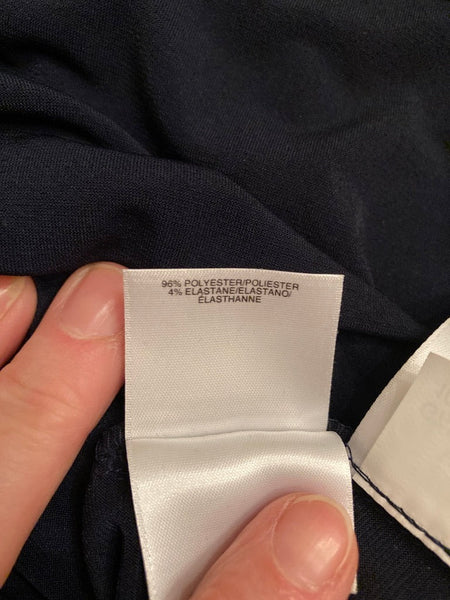 96% POLYESTER/POLIESTER
4% ELASTANE/ELASTANO/
ÉLASTHANNE